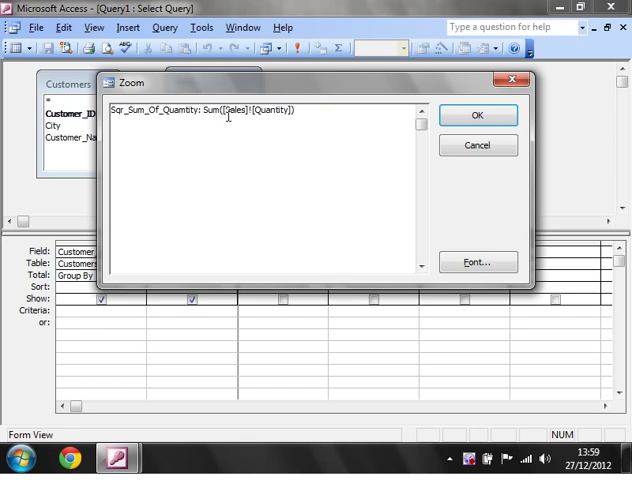 Microsoft Access - [Query1 : Select Query]
File Edit View Insert Query Tools Window Help
Type a question for help
Customers
*
Customer_ID
City
Customer_Na
Zoom
Sqr_Sum_Of_Quamtity: Sum([Sales]![Quantity])
OK
Cancel
Font...
Field: Customer_
Table: Customers
Total: Group By
Sort:
Show:
Criteria:
or:
Form View
NUM
13:59
27/12/2012